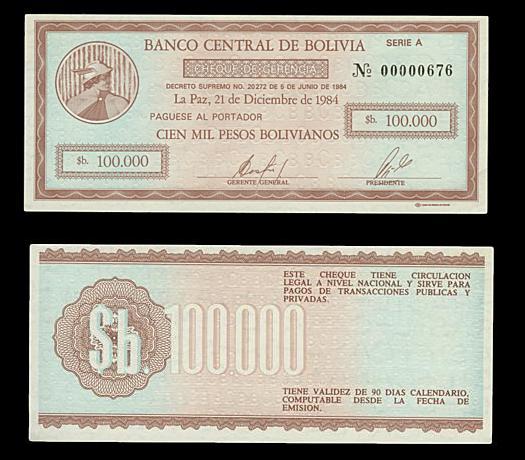 BANCO CENTRAL DE BOLIVIA
SERIE A
CHEQUE DE GERENCIA
Nº 00000676
DECRETO SUPREMO NO. 20272 DE 5 DE JUNIO DE 1984
La Paz, 21 de Diciembre de 1984
PAGUESE AL PORTADOR
$b. 100.000
CIEN MIL PESOS BOLIVIANOS
$b. 100.000
GERENTE GENERAL
PRESIDENTE
ESTE CHEQUE TIENE CIRCULACION
LEGAL A NIVEL NACIONAL Y SIRVE PARA
PAGOS DE TRANSACCIONES PUBLICAS Y
PRIVADAS.
$b. 100.000
TIENE VALIDEZ DE 90 DIAS CALENDARIO,
COMPUTABLE DESDE LA FECHA DE
EMISION.